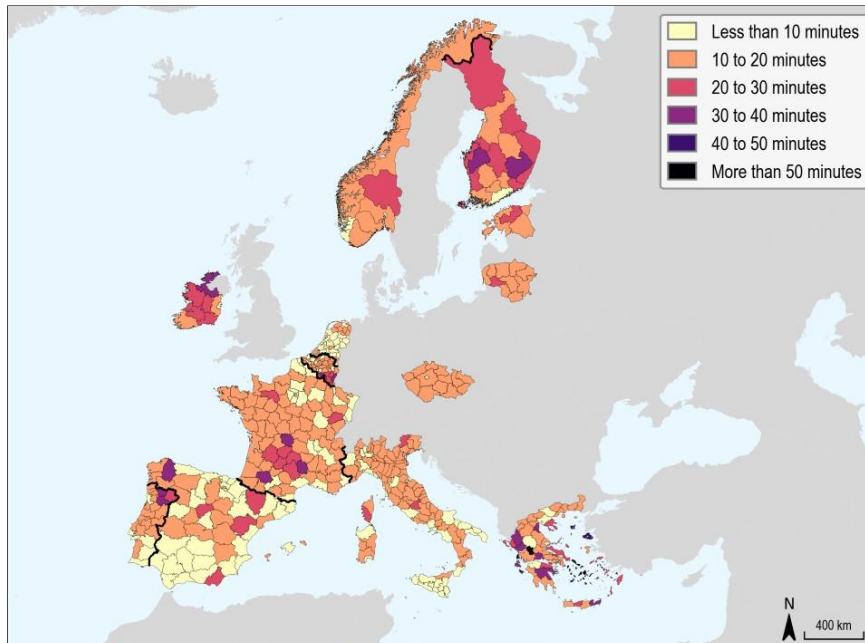 Less than 10 minutes
10 to 20 minutes
20 to 30 minutes
30 to 40 minutes
40 to 50 minutes
More than 50 minutes
N
400 km